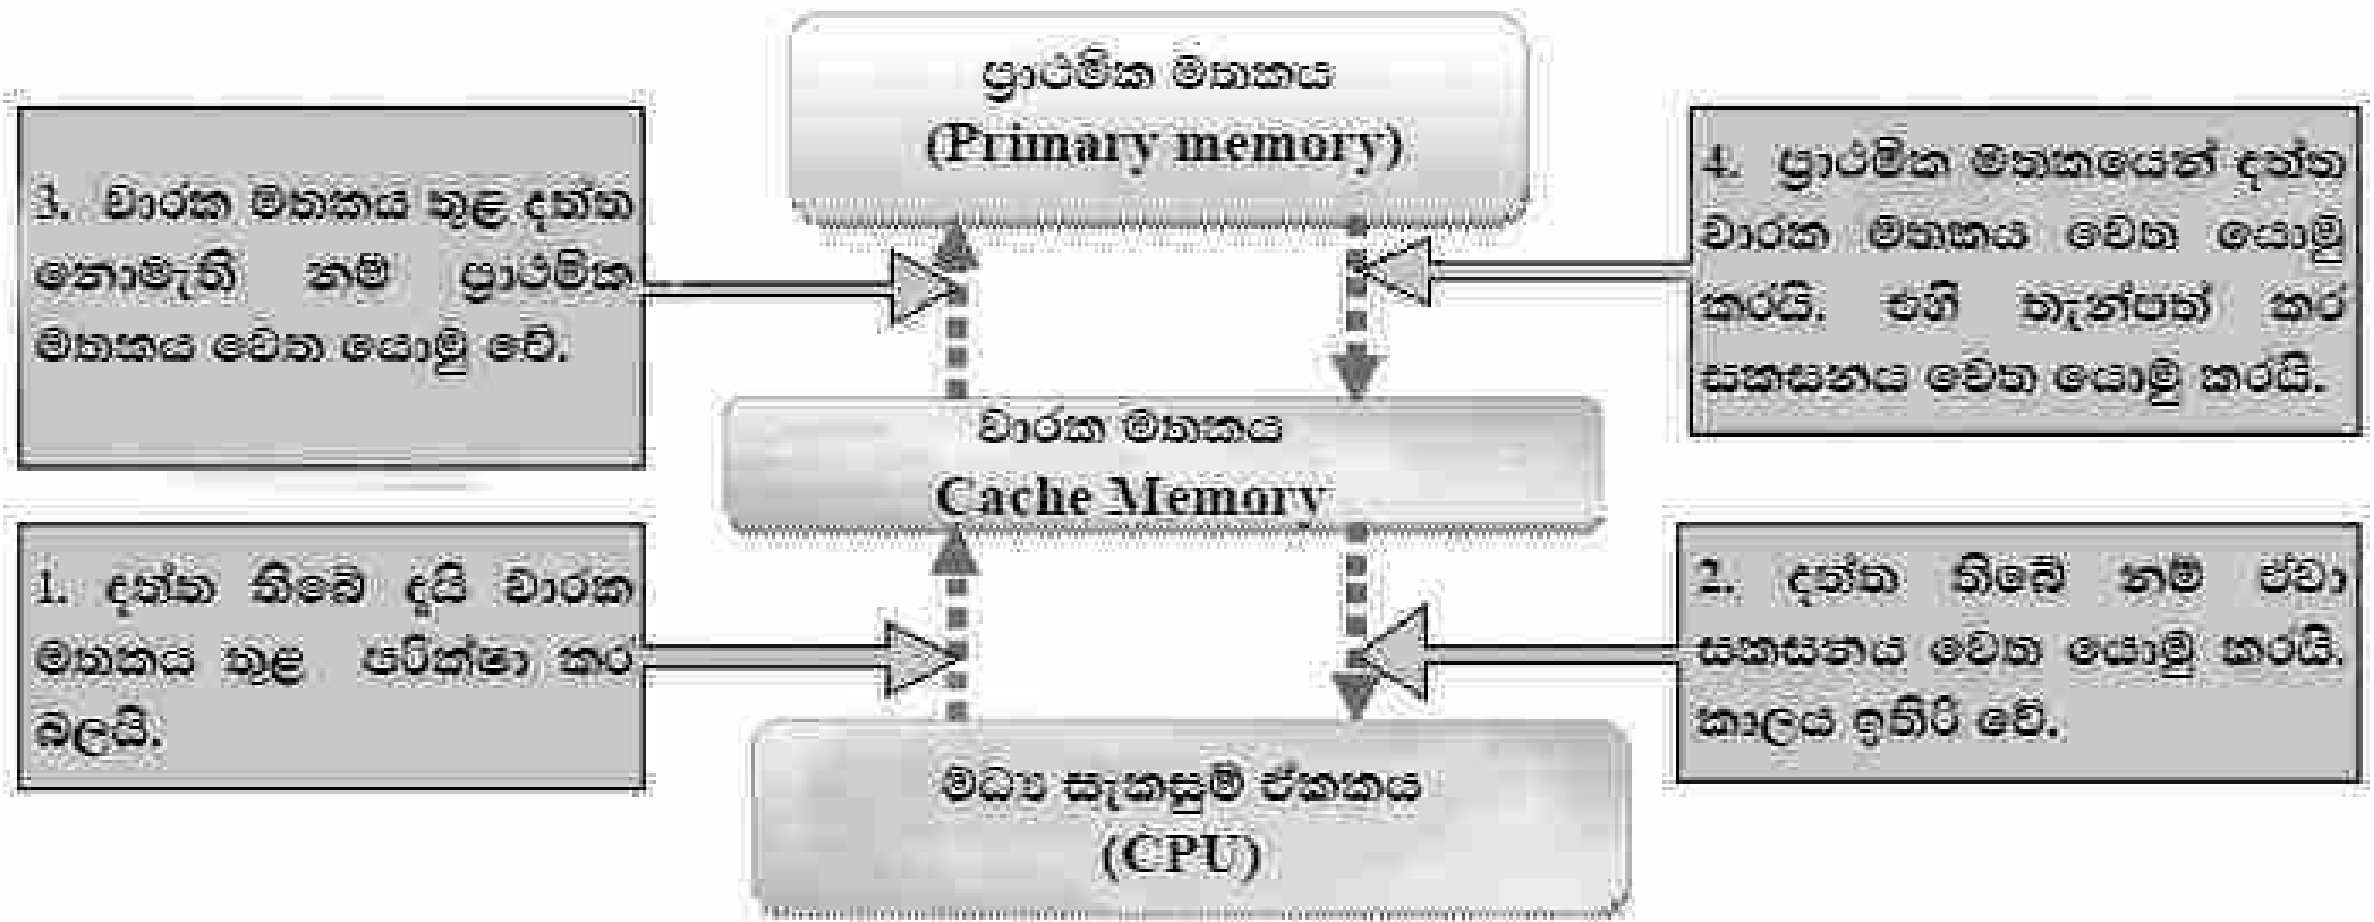 ප්‍රාථමික මතකය
(Primary memory)
3. වාරක මතකය තුළ දත්ත
නොමැති නම් ප්‍රාථමික
මතකය වෙත යොමු වේ.
4. ප්‍රාථමික මතකයෙන් දත්ත
වාරක මතකය වෙත යොමු
කරයි. එහි තැන්පත් කර
සකසනය වෙත යොමු කරයි.
වාරක මතකය
Cache Memory
1. දත්ත තිබේ දැයි වාරක
මතකය තුළ පරික්ෂා කර
බලයි.
2. දත්ත තිබේ නම් ඒවා
සකසනය වෙත යොමු කරයි.
කාලය ඉතිරි වේ.
මධ්‍ය සැකසුම් ඒකකය
(CPU)